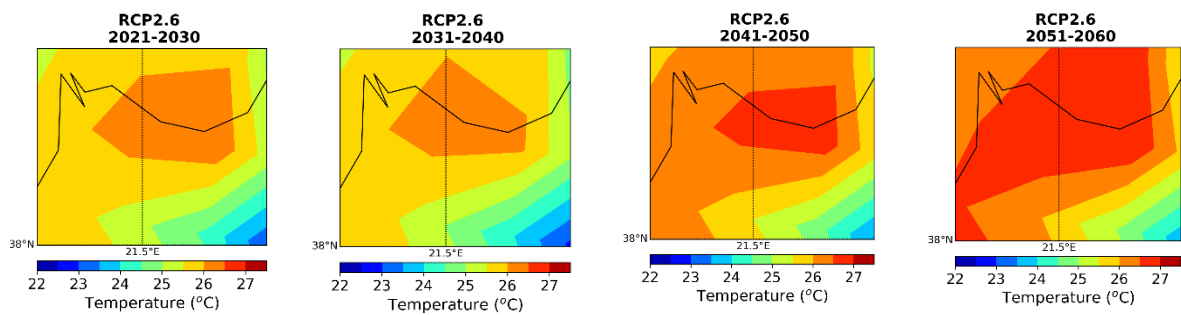 RCP2.6
2021-2030
38°N
21.5°E
22 23 24 25 26 27
Temperature (°C)
RCP2.6
2031-2040
38°N
21.5°E
22 23 24 25 26 27
Temperature (°C)
RCP2.6
2041-2050
38°N
21.5°E
22 23 24 25 26 27
Temperature (°C)
RCP2.6
2051-2060
38°N
21.5°E
22 23 24 25 26 27
Temperature (°C)